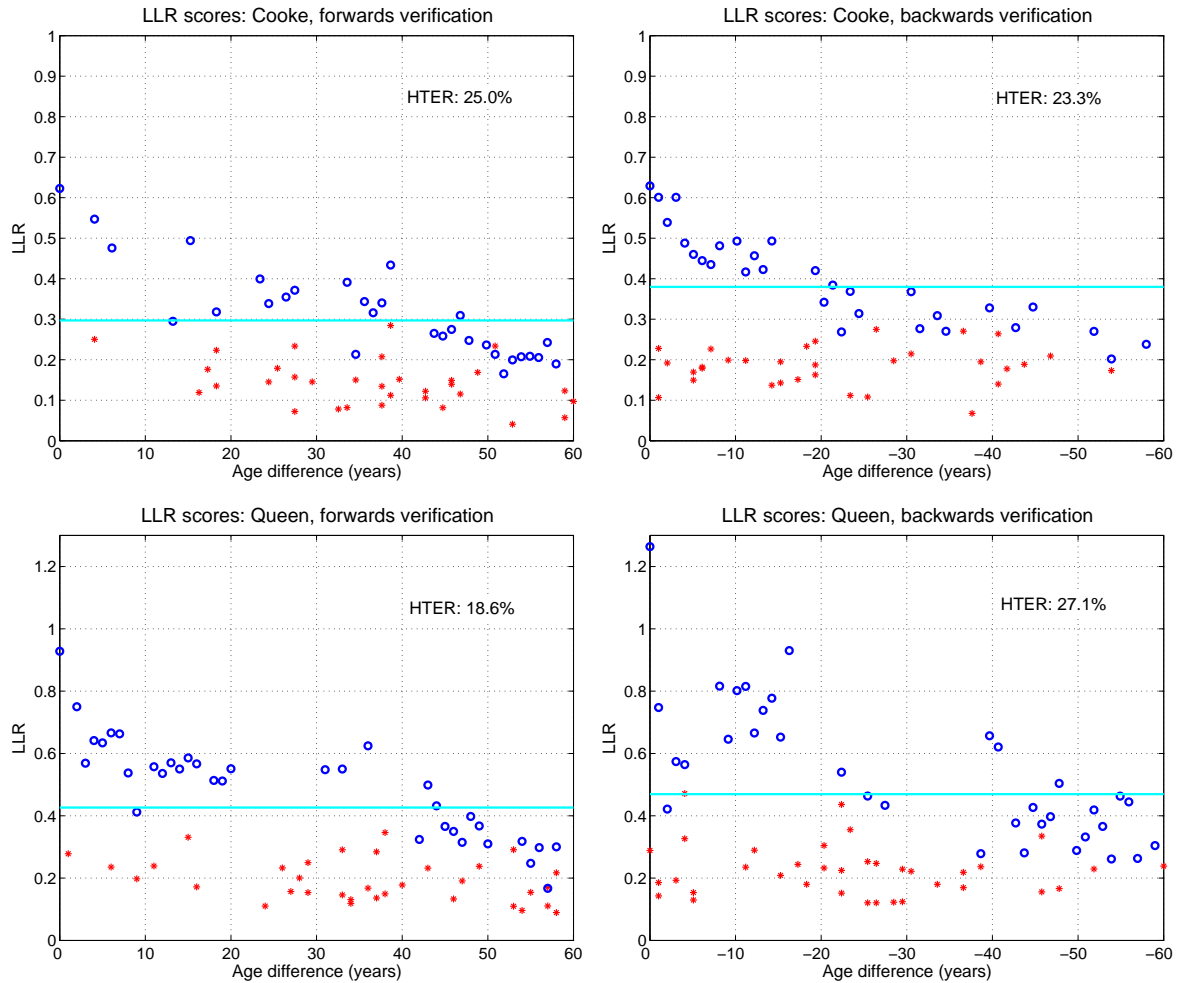 LLR scores: Cooke, forwards verification
1
0.9
0.8
0.7
0.6
0.5
0.4
0.3
0.2
0.1
0
LLR
HTER: 25.0%
0 10 20 30 40 50 60
Age difference (years)
LLR scores: Cooke, backwards verification
1
0.9
0.8
0.7
0.6
0.5
0.4
0.3
0.2
0.1
0
LLR
HTER: 23.3%
0 −10 −20 −30 −40 −50 −60
Age difference (years)
LLR scores: Queen, forwards verification
1.2
1
0.8
0.6
0.4
0.2
0
LLR
HTER: 18.6%
0 10 20 30 40 50 60
Age difference (years)
LLR scores: Queen, backwards verification
1.2
1
0.8
0.6
0.4
0.2
0
LLR
HTER: 27.1%
0 −10 −20 −30 −40 −50 −60
Age difference (years)